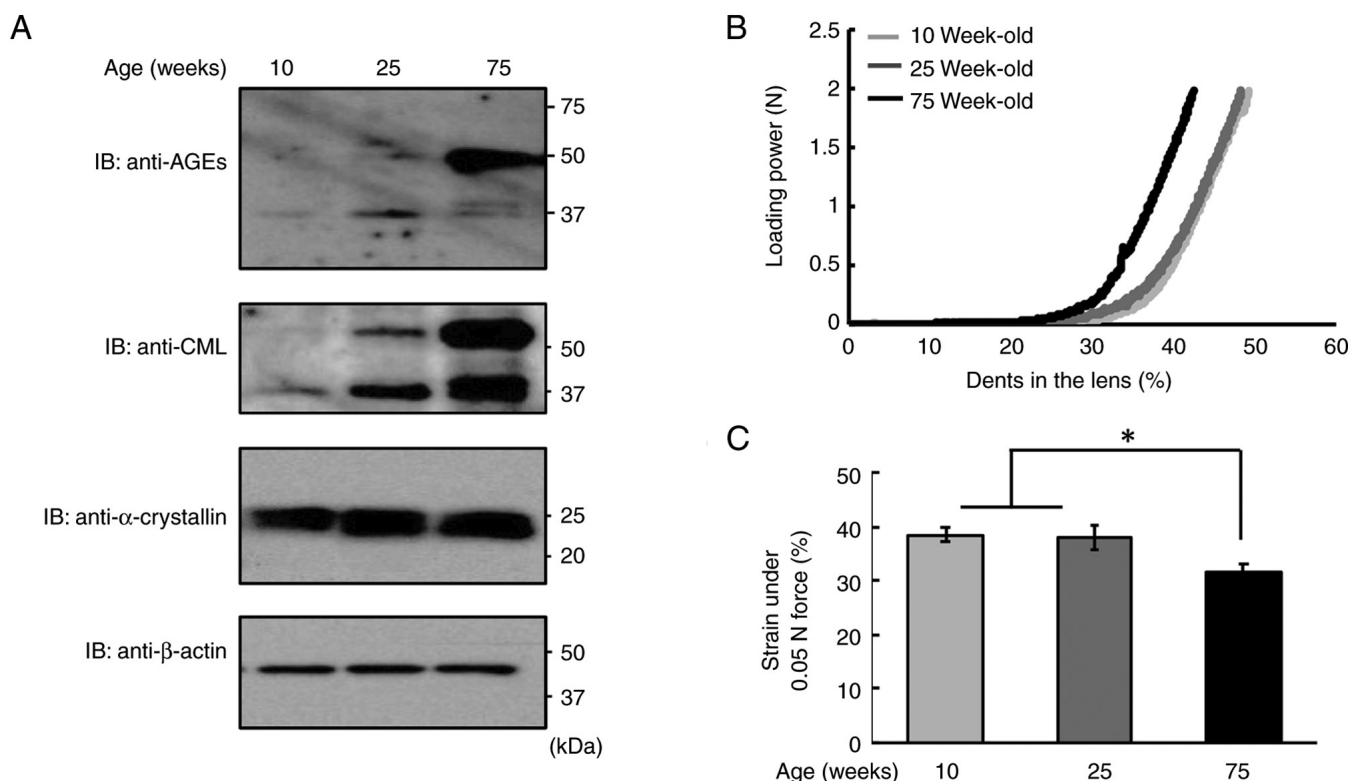 A
Age (weeks) 10 25 75
IB: anti-AGEs
75
50
37
IB: anti-CML
50
37
IB: anti-α-crystallin
25
20
IB: anti-β-actin
50
37
(kDa)
B
Loading power (N)
2.5
2
1.5
1
0.5
0
10 Week-old
25 Week-old
75 Week-old
0 10 20 30 40 50 60
Dents in the lens (%)
C
Strain under
0.05 N force (%)
50
40
30
20
10
0
*
Age (weeks) 10 25 75